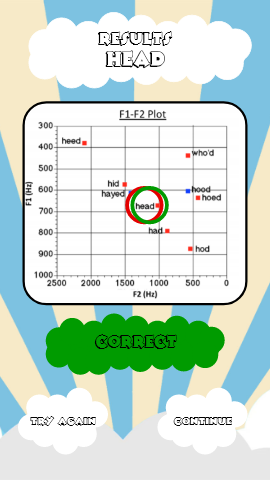 RESULTS
HEAD
F1-F2 Plot
300
400
500
600
700
800
900
1000
F1 (Hz)
heed
who'd
hid
hayed
hood
hoed
head
had
hod
2500 2000 1500 1000 500 0
F2 (Hz)
CORRECT
TRY AGAIN
CONTINUE